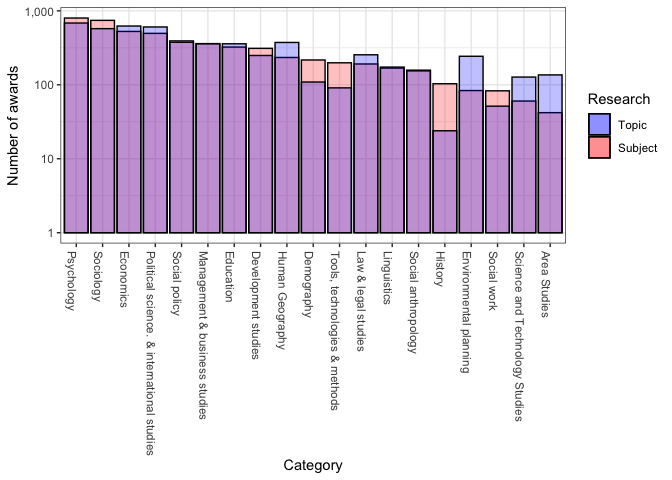 1,000
100
10
1
Number of awards
Psychology
Sociology
Economics
Political science. & international studies
Social policy
Management & business studies
Education
Development studies
Human Geography
Demography
Tools, technologies & methods
Law & legal studies
Linguistics
Social anthropology
History
Environmental planning
Social work
Science and Technology Studies
Area Studies
Category
Research
Topic
Subject